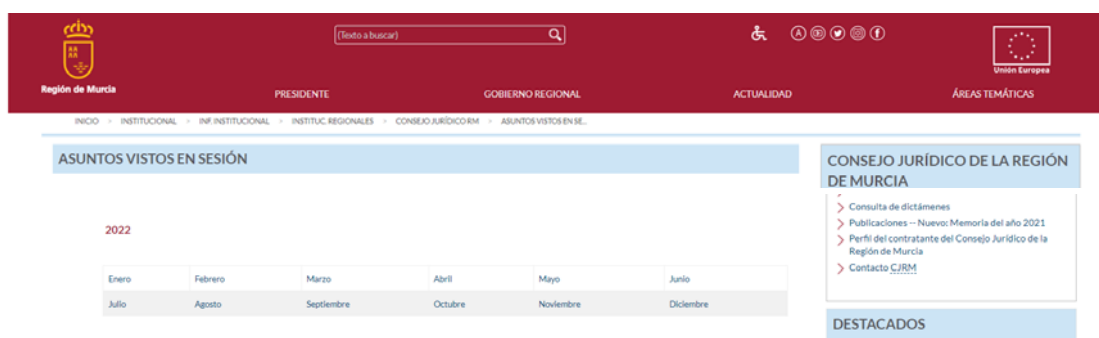 (Texto a buscar)
Región de Murcia
Unión Europea
PRESIDENTE GOBIERNO REGIONAL ACTUALIDAD ÁREAS TEMÁTICAS
INICIO > INSTITUCIONAL > INF. INSTITUCIONAL > INSTITUC. REGIONALES > CONSEJO JURÍDICO RM > ASUNTOS VISTOS EN SE...
ASUNTOS VISTOS EN SESIÓN
2022
Enero Febrero Marzo Abril Mayo Junio
Julio Agosto Septiembre Octubre Noviembre Diciembre
CONSEJO JURÍDICO DE LA REGIÓN
DE MURCIA
Consulta de dictámenes
Publicaciones -- Nuevo: Memoria del año 2021
Perfil del contratante del Consejo Jurídico de la
Región de Murcia
Contacto CJRM
DESTACADOS